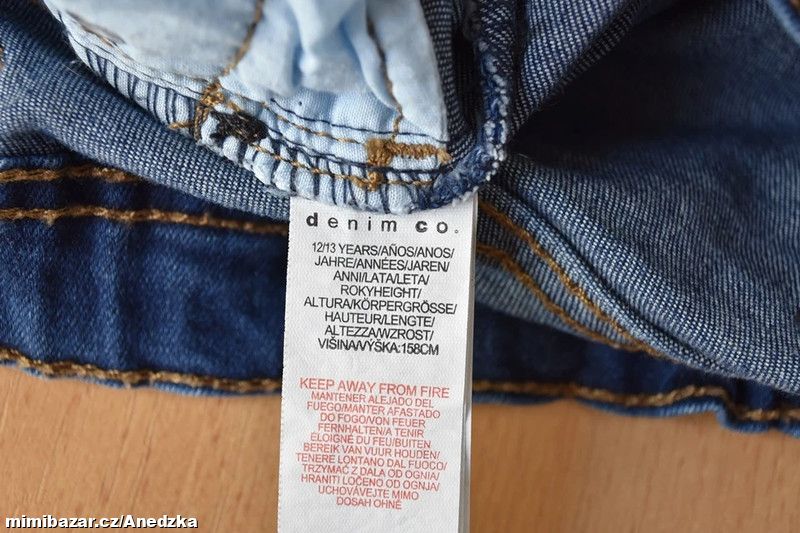 denim co.
12/13 YEARS/AÑOS/ANOS/
JAHRE/ANNÉES/JAREN/
ANNI/LATA/LETA/
ROKYHEIGHT/
ALTURA/KÖRPERGRÖSSE/
HAUTEUR/LENGTE/
ALTEZZA/WZROST/
VIŠINA/VÝŠKA:158CM
KEEP AWAY FROM FIRE
MANTENER ALEJADO DEL
FUEGO/MANTER AFASTADO
DO FOGO/VON FEUER
FERNHALTEN/A TENIR
ÉLOIGNÉ DU FEU/BUITEN
BEREIK VAN VUUR HOUDEN/
TENERE LONTANO DAL FUOCO/
TRZYMAĆ Z DALA OD OGNIA/
HRANITI LOČENO OD OGNJA/
UCHOVÁVEJTE MIMO
DOSAH OHNĚ
mimibazar.cz/Anedzka